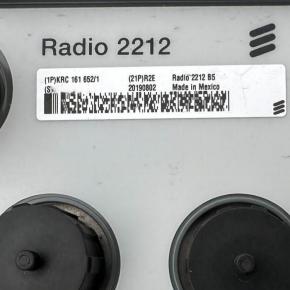 Radio 2212
(1P)KRC 161 652/1 (21P)R2E Radio 2212 B5
(S) 20190802 Made in Mexico